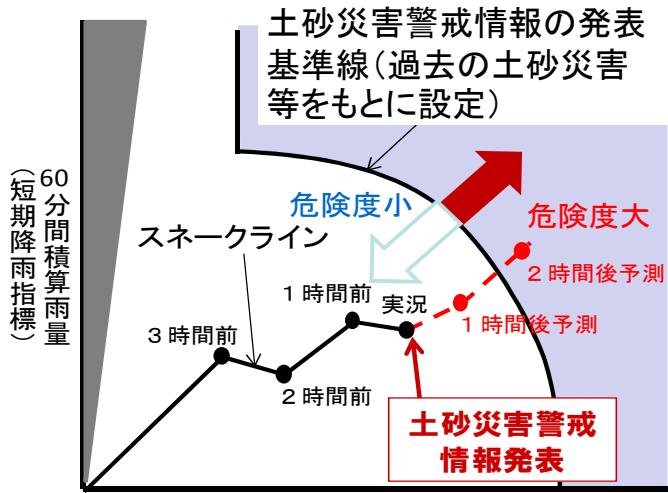 土砂災害警戒情報の発表
基準線（過去の土砂災害
等をもとに設定）
60分間積算雨量
（短期降雨指標）
危険度小
危険度大
スネークライン
2時間後予測
1時間前
実況
1時間後予測
3時間前
2時間前
土砂災害警戒
情報発表